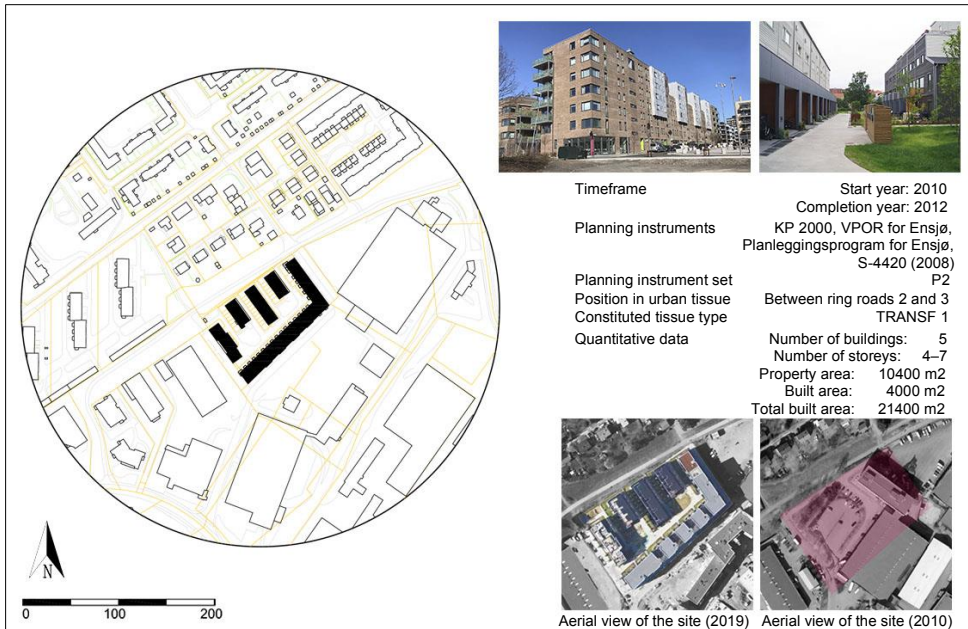 Timeframe Start year: 2010
Completion year: 2012
Planning instruments KP 2000, VPOR for Ensjø,
Planleggingsprogram for Ensjø,
S-4420 (2008)
Planning instrument set P2
Position in urban tissue Between ring roads 2 and 3
Constituted tissue type TRANSF 1
Quantitative data Number of buildings: 5
Number of storeys: 4–7
Property area: 10400 m2
Built area: 4000 m2
Total built area: 21400 m2
N
0 100 200
Aerial view of the site (2019) Aerial view of the site (2010)